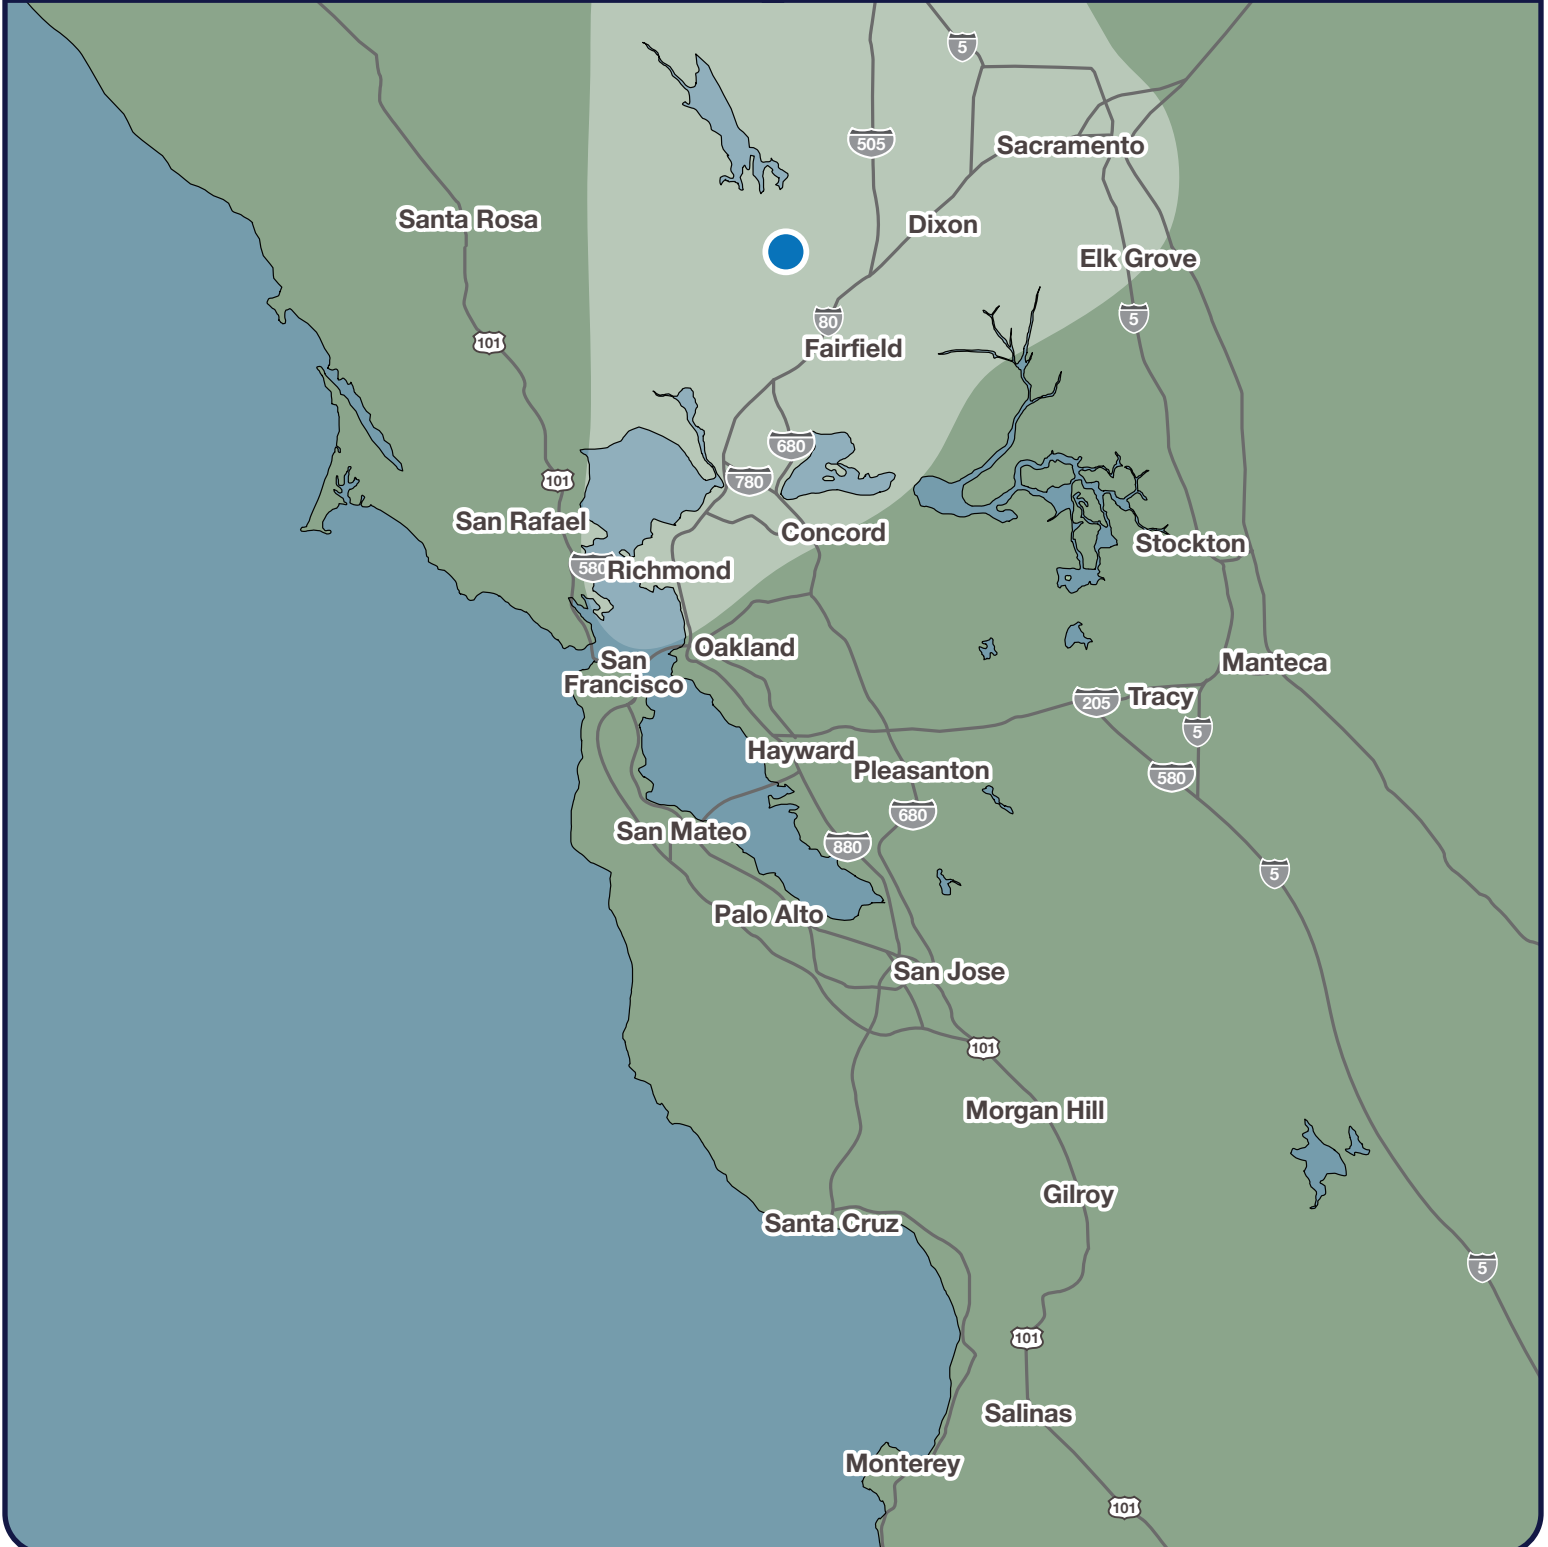 5
505
Sacramento
Santa Rosa
Dixon
Elk Grove
80
5
101
Fairfield
680
101
780
San Rafael
Concord
Stockton
580
Richmond
Oakland
San
Francisco
Manteca
Tracy
205
5
Hayward
Pleasanton
580
680
San Mateo
880
5
Palo Alto
San Jose
101
Morgan Hill
Gilroy
Santa Cruz
5
101
Salinas
Monterey
101